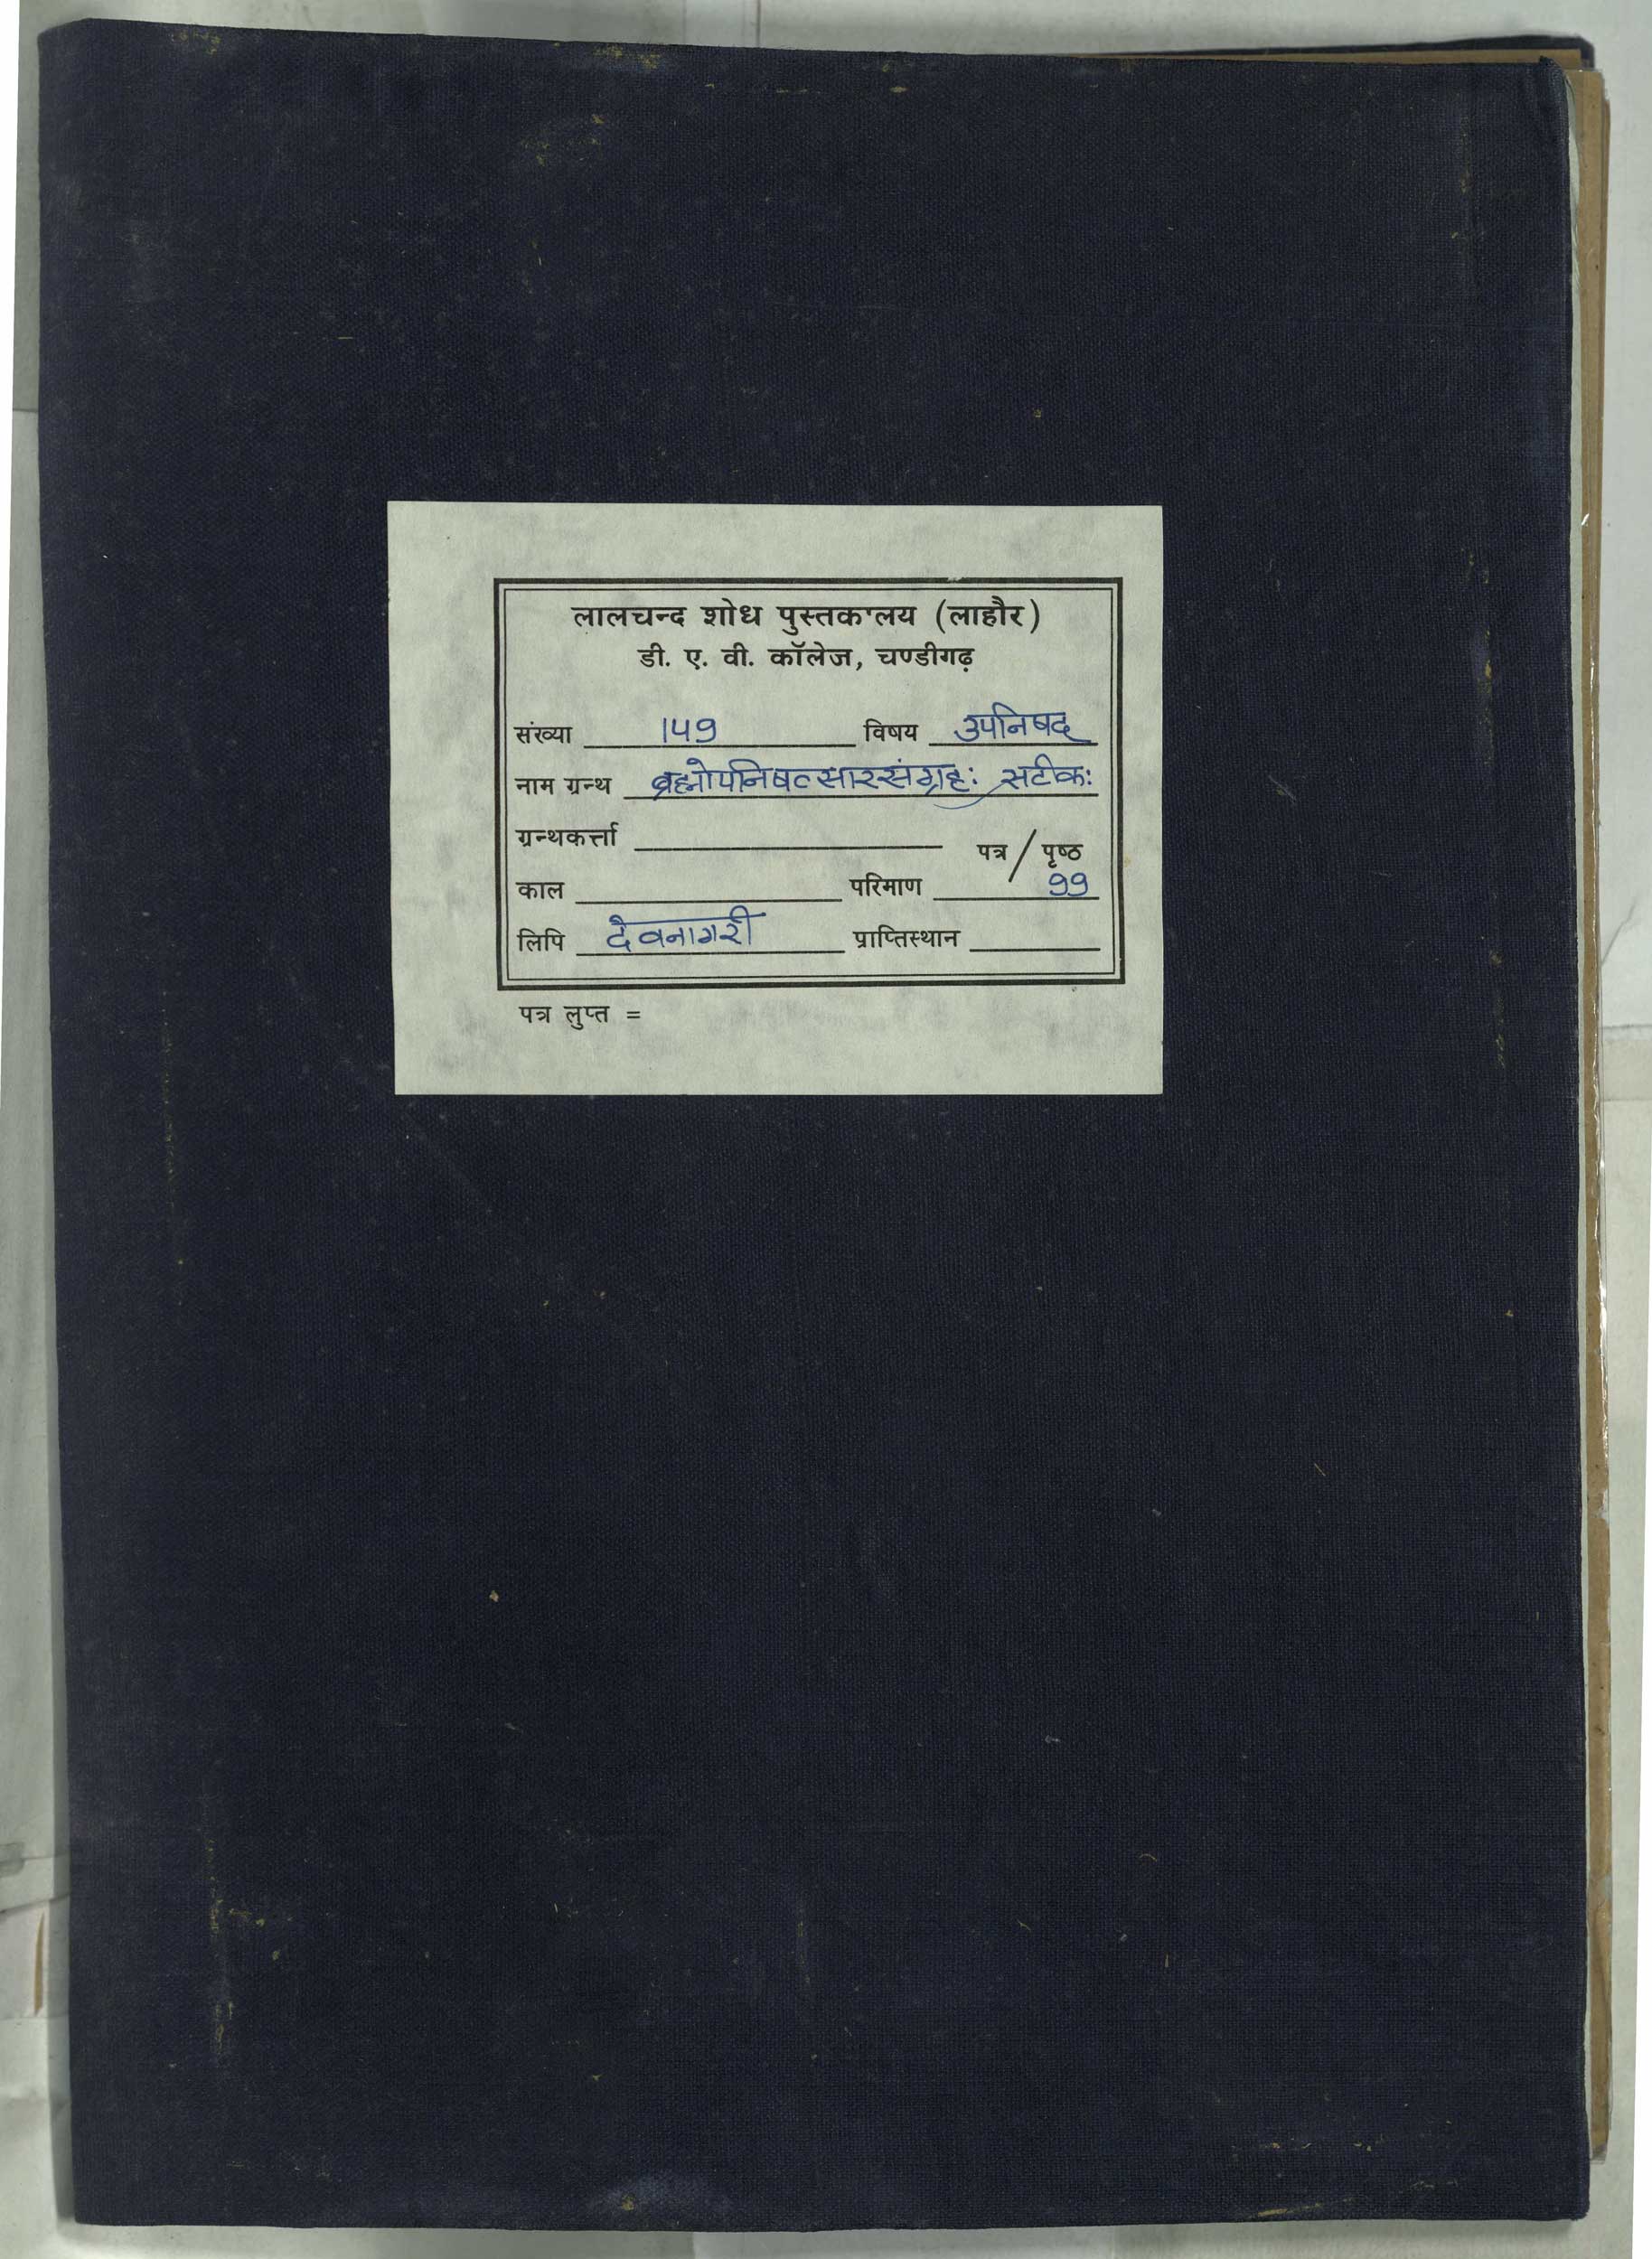 लालचन्द शोध पुस्तकालय (लाहौर)
डी. ए. वी. कॉलेज, चण्डीगढ़
संख्या 149 विषय उपनिषद
नाम ग्रन्थ ब्रह्मोपनिषत्सारसंग्रहः सटीकः
ग्रन्थकर्त्ता पत्र / पृष्ठ
काल परिमाण 99
लिपि देवनागरी प्राप्तिस्थान
पत्र लुप्त =